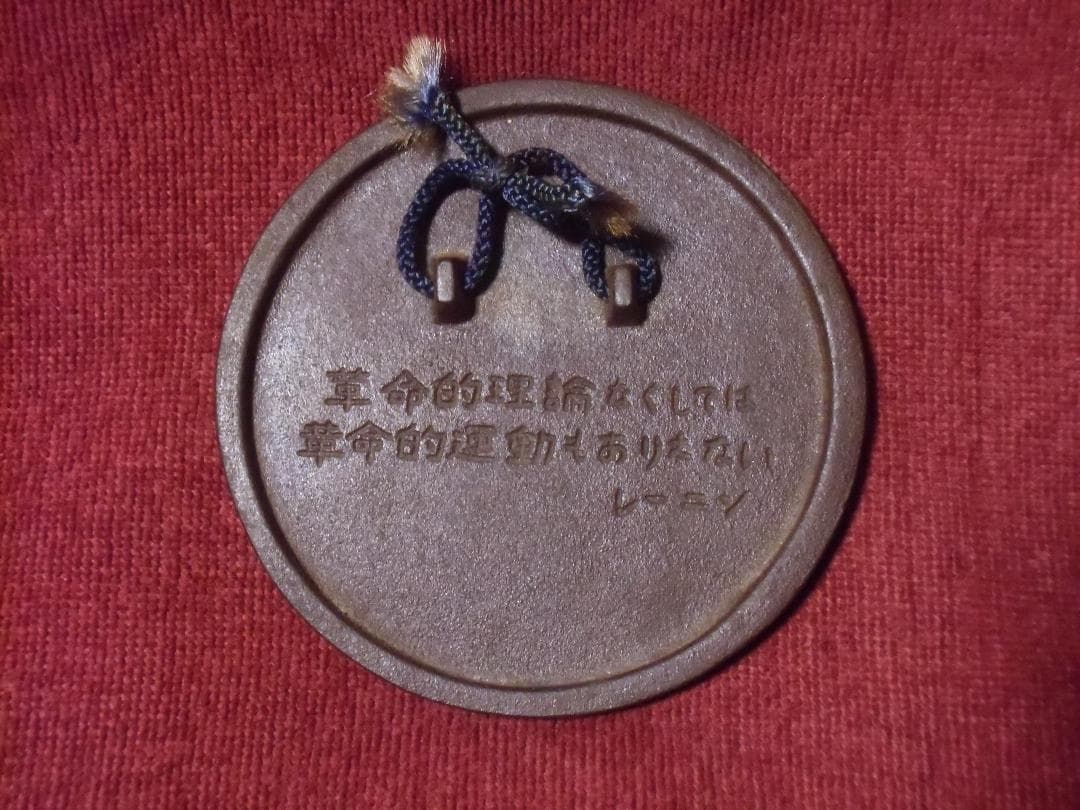 革命的理論なくしては
革命的運動もありえない
レーニン